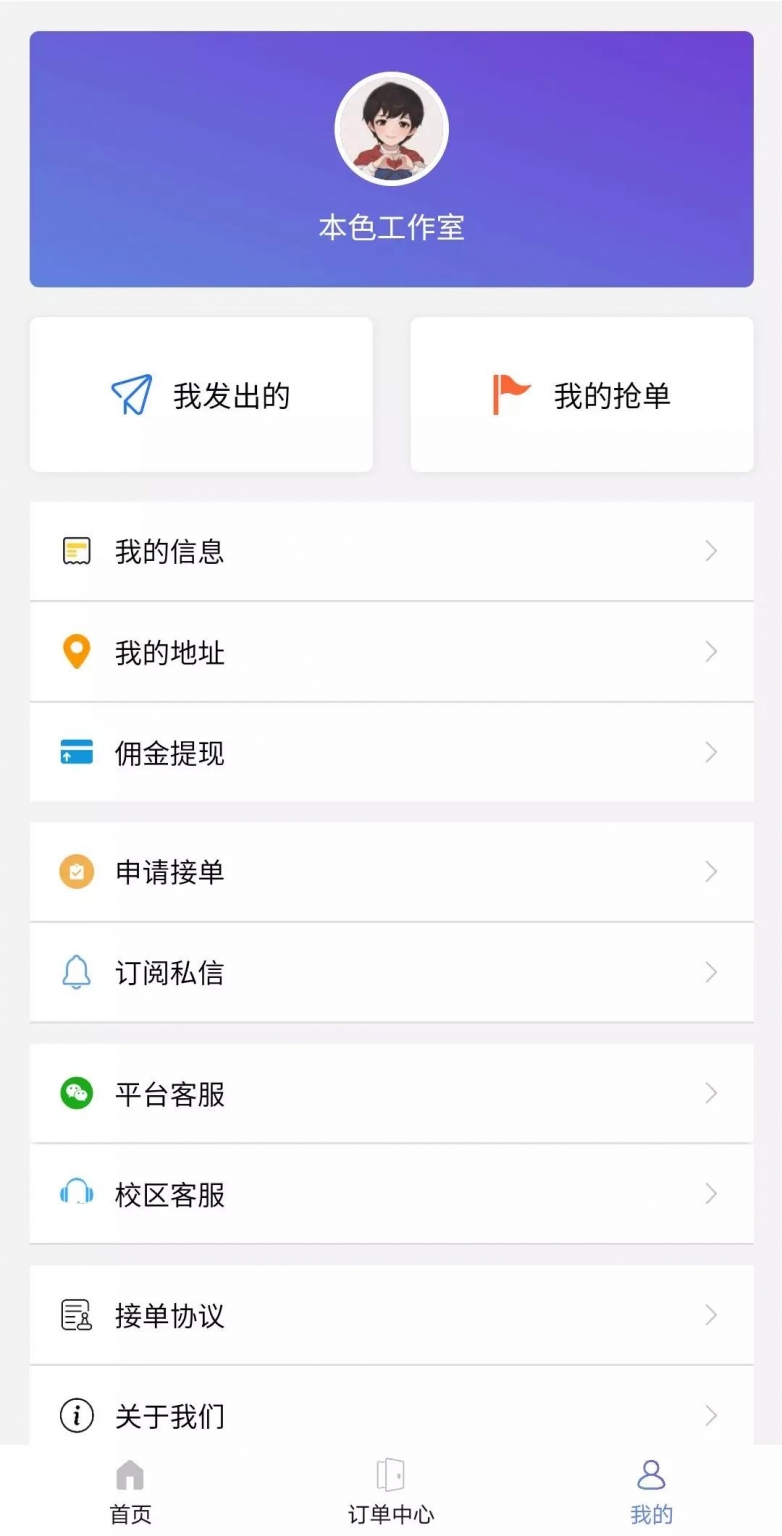 本色工作室
我发出的
我的抢单
我的信息
我的地址
佣金提现
申请接单
订阅私信
平台客服
校区客服
接单协议
关于我们
首页
订单中心
我的